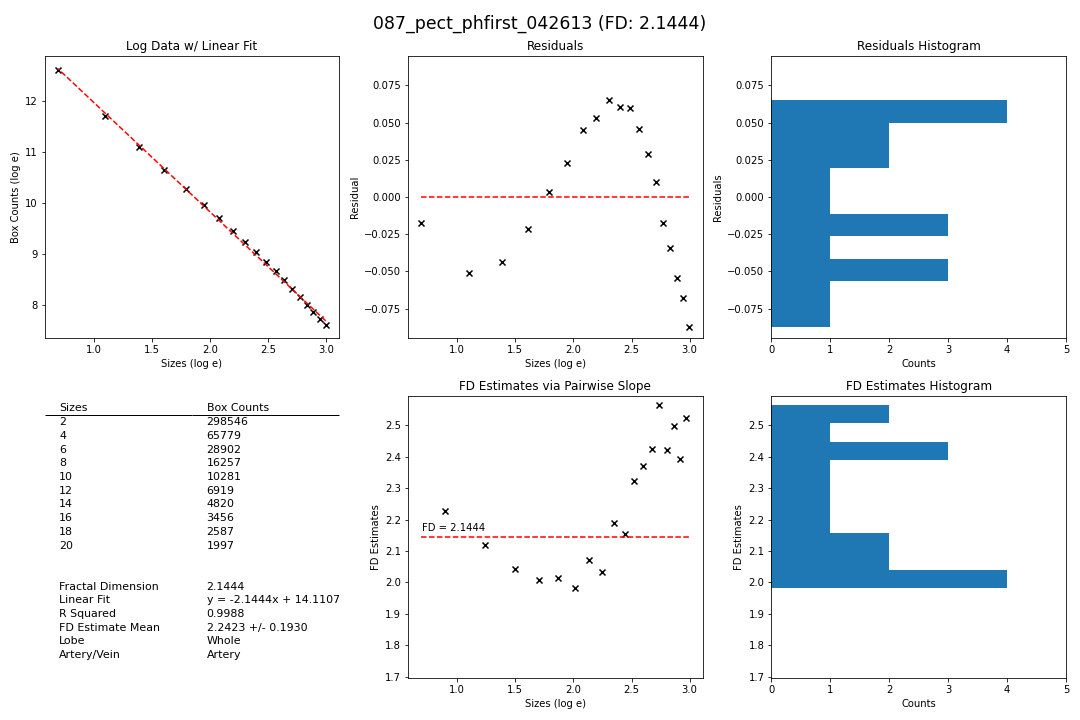 087_pect_phfirst_042613 (FD: 2.1444)
Log Data w/ Linear Fit
Box Counts (log e)
12
11
10
9
8
1.0 1.5 2.0 2.5 3.0
Sizes (log e)
Residuals
Residual
0.075
0.050
0.025
0.000
−0.025
−0.050
−0.075
1.0 1.5 2.0 2.5 3.0
Sizes (log e)
Residuals Histogram
Residuals
0.075
0.050
0.025
0.000
−0.025
−0.050
−0.075
0 1 2 3 4 5
Counts
Sizes Box Counts
2 298546
4 65779
6 28902
8 16257
10 10281
12 6919
14 4820
16 3456
18 2587
20 1997
Fractal Dimension 2.1444
Linear Fit y = -2.1444x + 14.1107
R Squared 0.9988
FD Estimate Mean 2.2423 +/- 0.1930
Lobe Whole
Artery/Vein Artery
FD Estimates via Pairwise Slope
FD Estimates
2.5
2.4
2.3
2.2
2.1
2.0
1.9
1.8
1.7
FD = 2.1444
1.0 1.5 2.0 2.5 3.0
Sizes (log e)
FD Estimates Histogram
FD Estimates
2.5
2.4
2.3
2.2
2.1
2.0
1.9
1.8
1.7
0 1 2 3 4 5
Counts